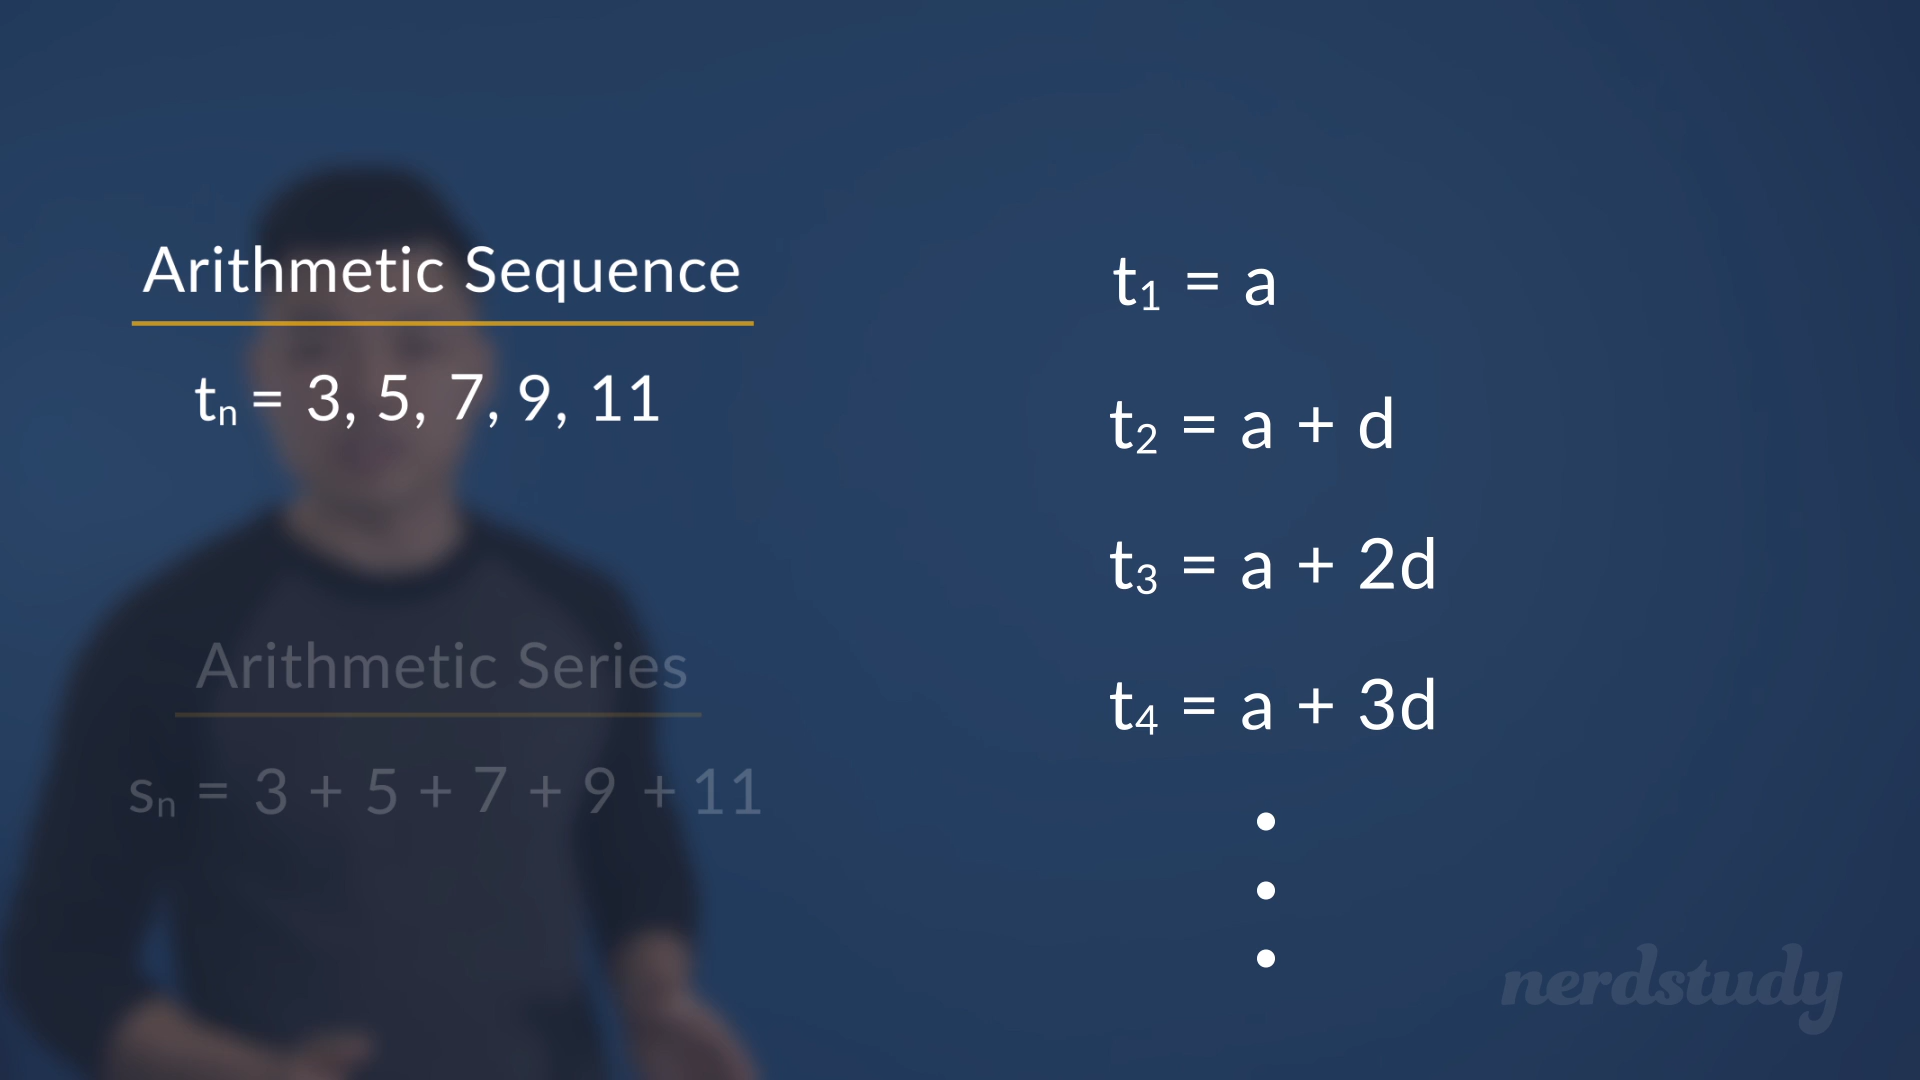 Arithmetic Sequence
tₙ = 3, 5, 7, 9, 11
Arithmetic Series
sₙ = 3 + 5 + 7 + 9 + 11
t₁ = a
t₂ = a + d
t₃ = a + 2d
t₄ = a + 3d
•
•
•
nerdstudy